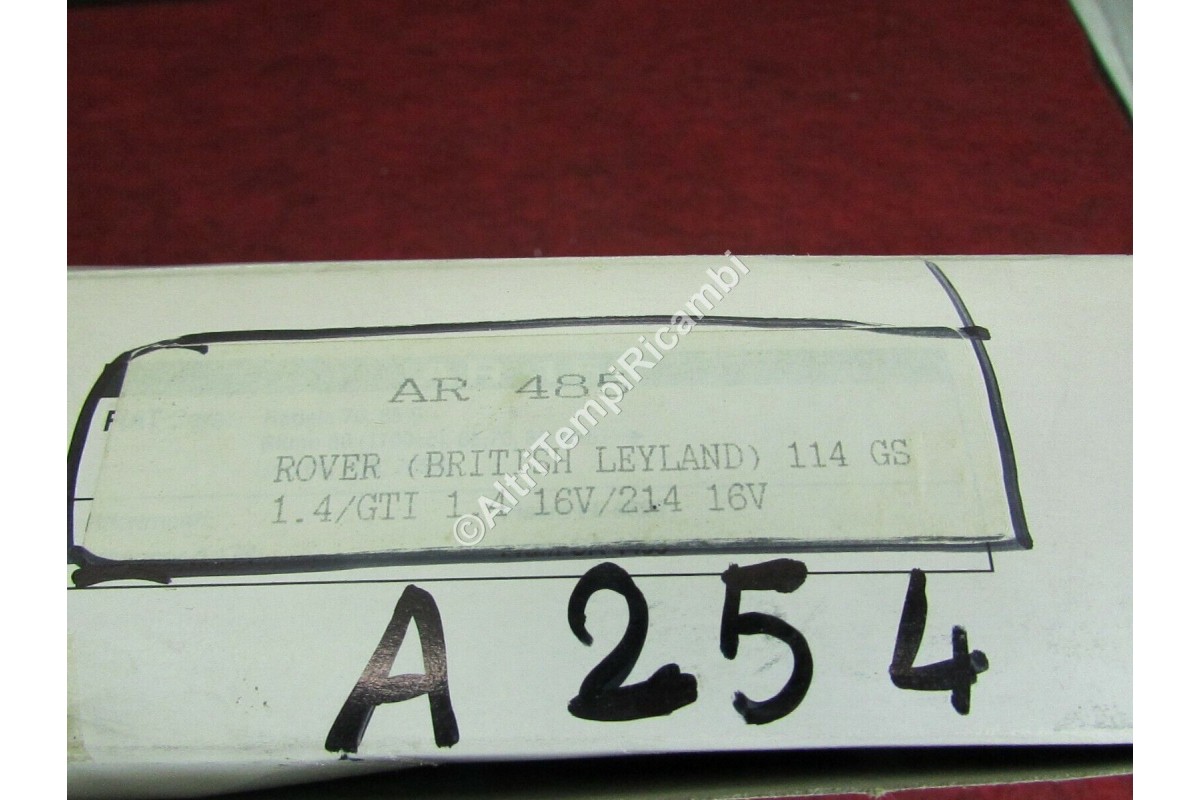 AR 485
ROVER (BRITISH LEYLAND) 114 GS
1.4/GTI 1.4 16V/214 16V
A 254
©AltriTempiRicambi